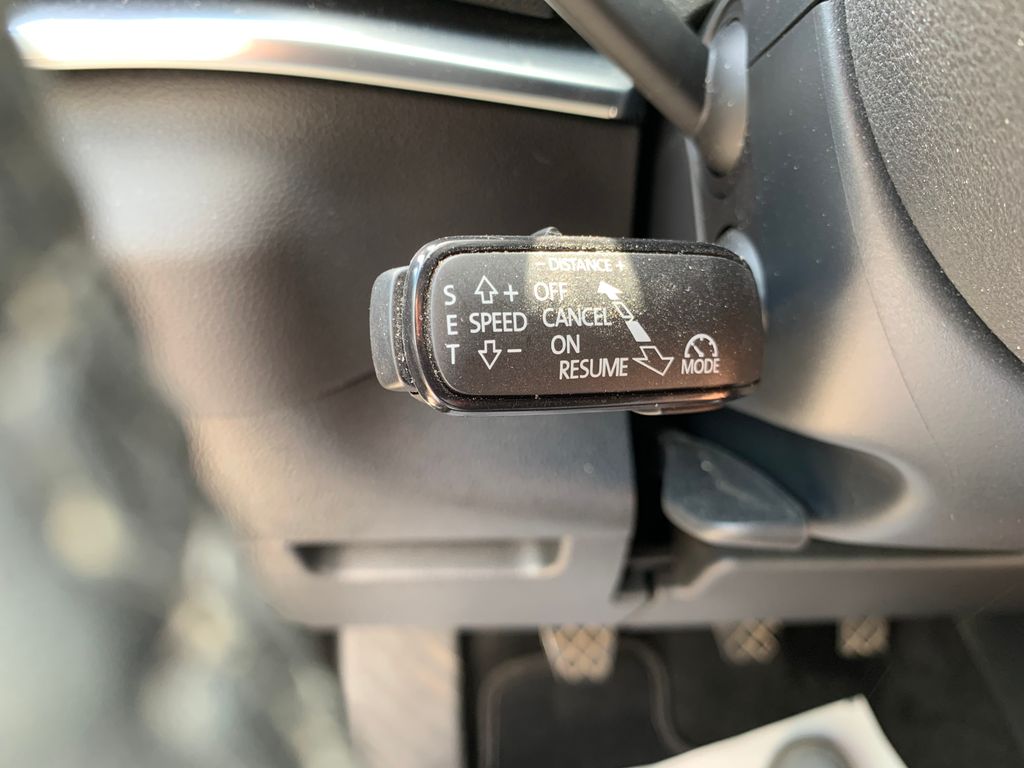 - DISTANCE +
S + OFF
E SPEED CANCEL
T - ON
RESUME MODE